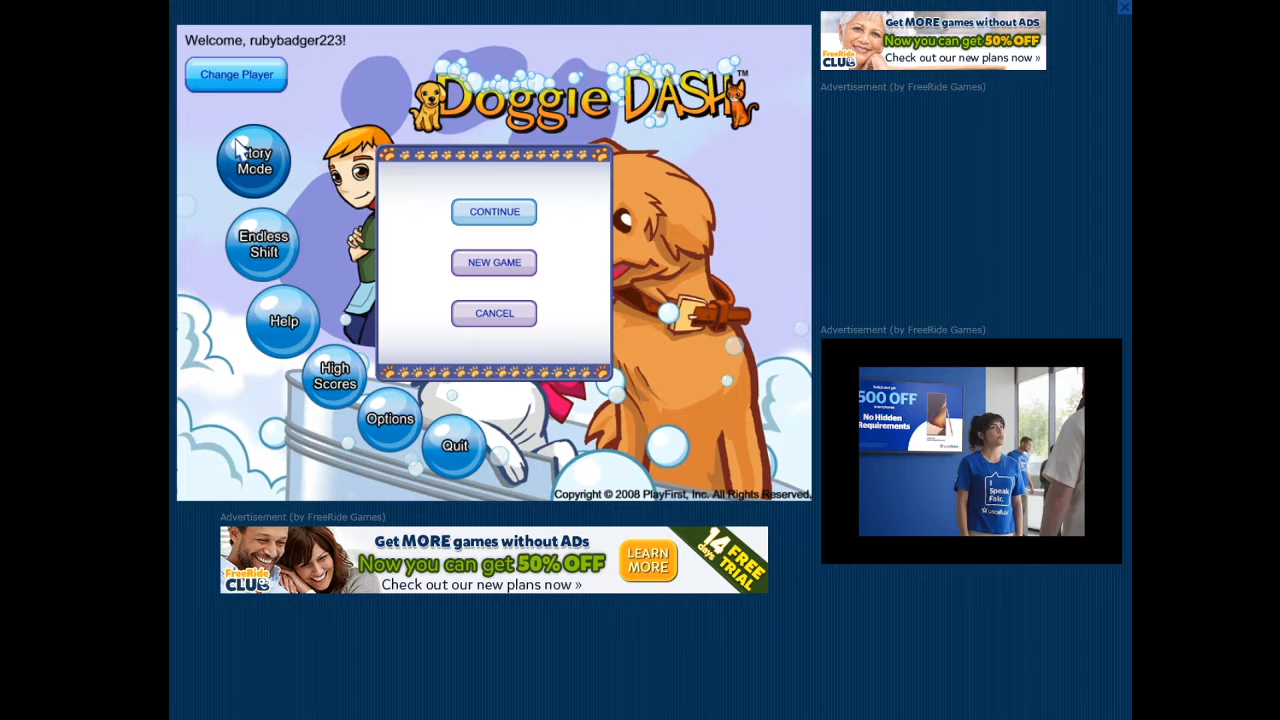 Welcome, rubybadger223!
Change Player
Doggie DASH™
Story
Mode
Endless
Shift
Help
High
Scores
Options
Quit
CONTINUE
NEW GAME
CANCEL
Copyright © 2008 PlayFirst, Inc. All Rights Reserved.
Get MORE games without ADs
Now you can get 50% OFF
Check out our new plans now »
FreeRide
CLUB
Advertisement (by FreeRide Games)
Advertisement (by FreeRide Games)
500 OFF
No Hidden
Requirements
I
Speak
Fair.
Advertisement (by FreeRide Games)
Get MORE games without ADs
Now you can get 50% OFF
Check out our new plans now »
FreeRide
CLUB
LEARN
MORE
14 FREE
days TRIAL